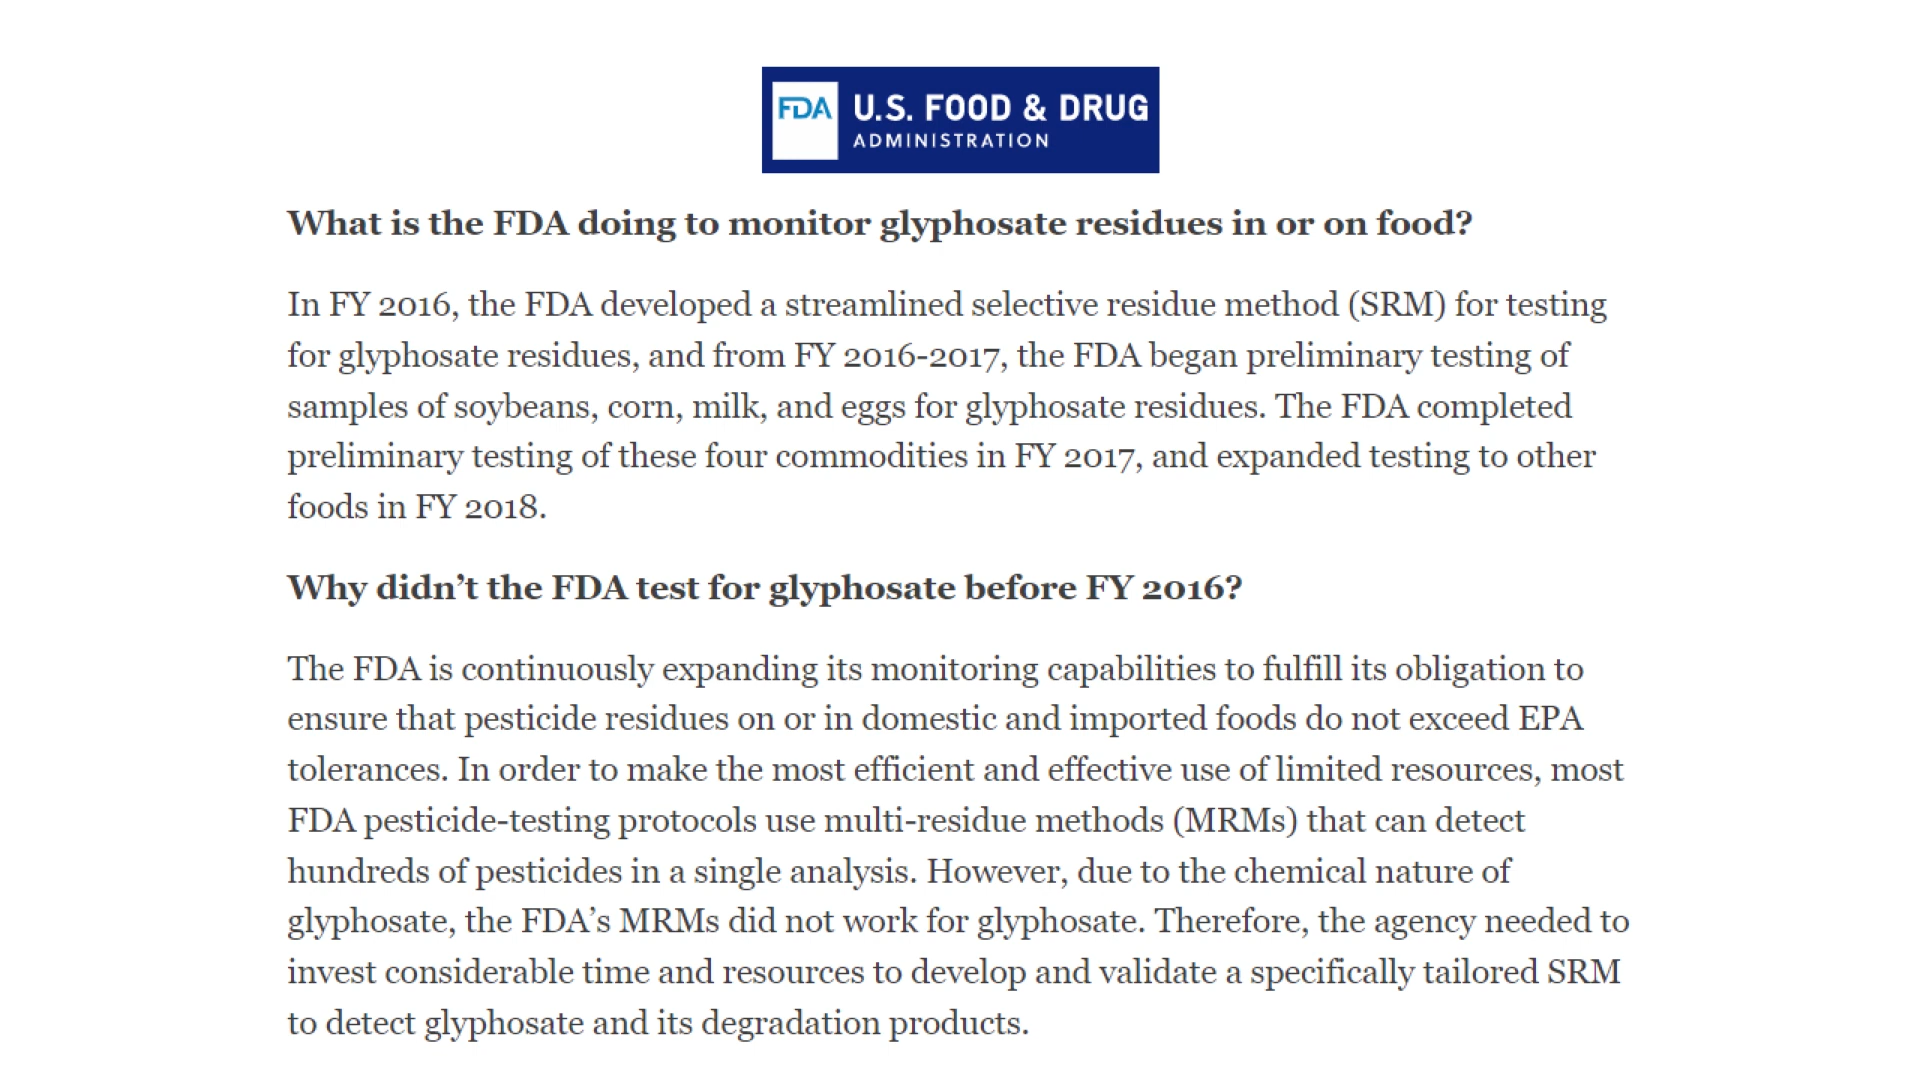 FDA
U.S. FOOD & DRUG
ADMINISTRATION
What is the FDA doing to monitor glyphosate residues in or on food?
In FY 2016, the FDA developed a streamlined selective residue method (SRM) for testing
for glyphosate residues, and from FY 2016-2017, the FDA began preliminary testing of
samples of soybeans, corn, milk, and eggs for glyphosate residues. The FDA completed
preliminary testing of these four commodities in FY 2017, and expanded testing to other
foods in FY 2018.
Why didn’t the FDA test for glyphosate before FY 2016?
The FDA is continuously expanding its monitoring capabilities to fulfill its obligation to
ensure that pesticide residues on or in domestic and imported foods do not exceed EPA
tolerances. In order to make the most efficient and effective use of limited resources, most
FDA pesticide-testing protocols use multi-residue methods (MRMs) that can detect
hundreds of pesticides in a single analysis. However, due to the chemical nature of
glyphosate, the FDA’s MRMs did not work for glyphosate. Therefore, the agency needed to
invest considerable time and resources to develop and validate a specifically tailored SRM
to detect glyphosate and its degradation products.